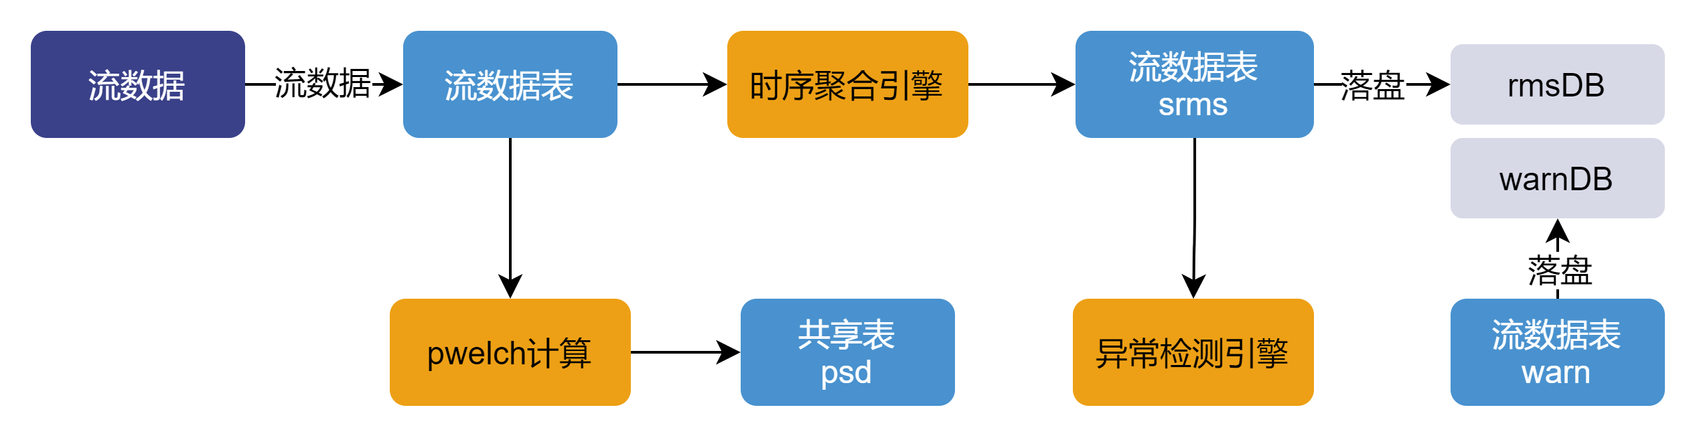 流数据
流数据
流数据表
时序聚合引擎
流数据表
srms
落盘
rmsDB
warnDB
落盘
pwelch计算
共享表
psd
异常检测引擎
流数据表
warn